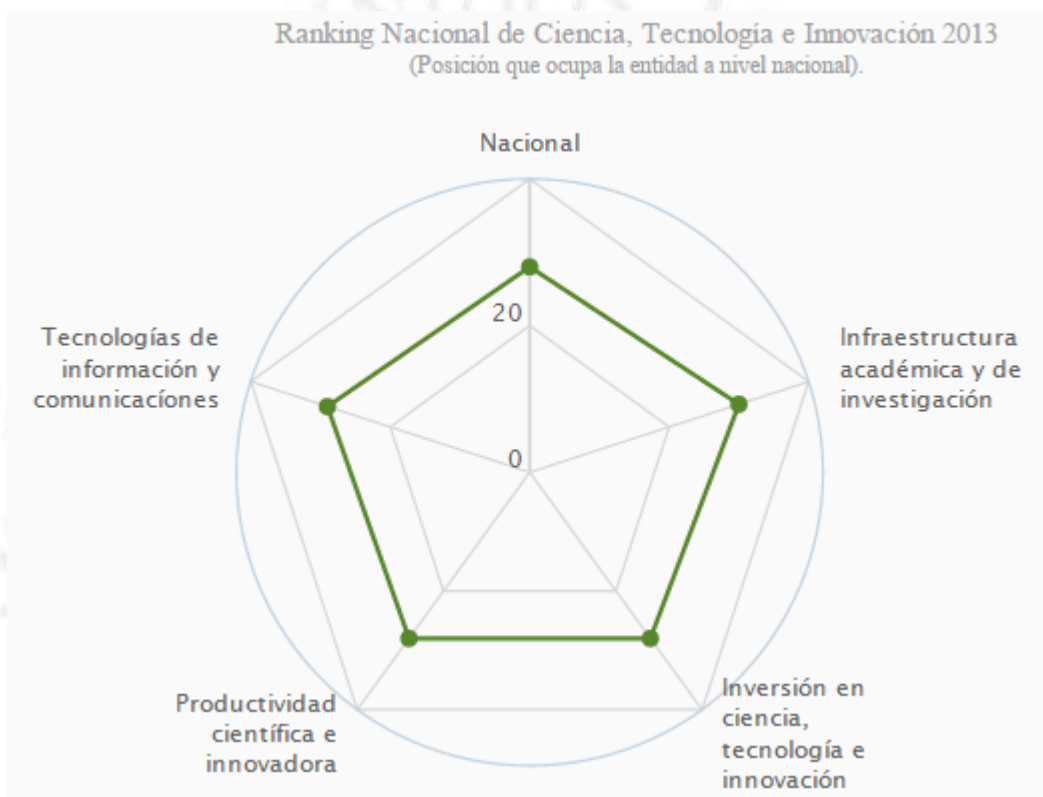 Ranking Nacional de Ciencia, Tecnología e Innovación 2013
(Posición que ocupa la entidad a nivel nacional).
Nacional
20
0
Tecnologías de
información y
comunicacíones
Infraestructura
académica y de
investigación
Productividad
científica e
innovadora
Inversión en
ciencia,
tecnología e
innovación